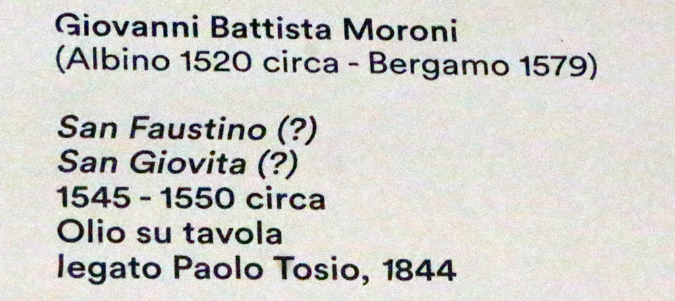 Giovanni Battista Moroni
(Albino 1520 circa - Bergamo 1579)
San Faustino (?)
San Giovita (?)
1545 - 1550 circa
Olio su tavola
legato Paolo Tosio, 1844